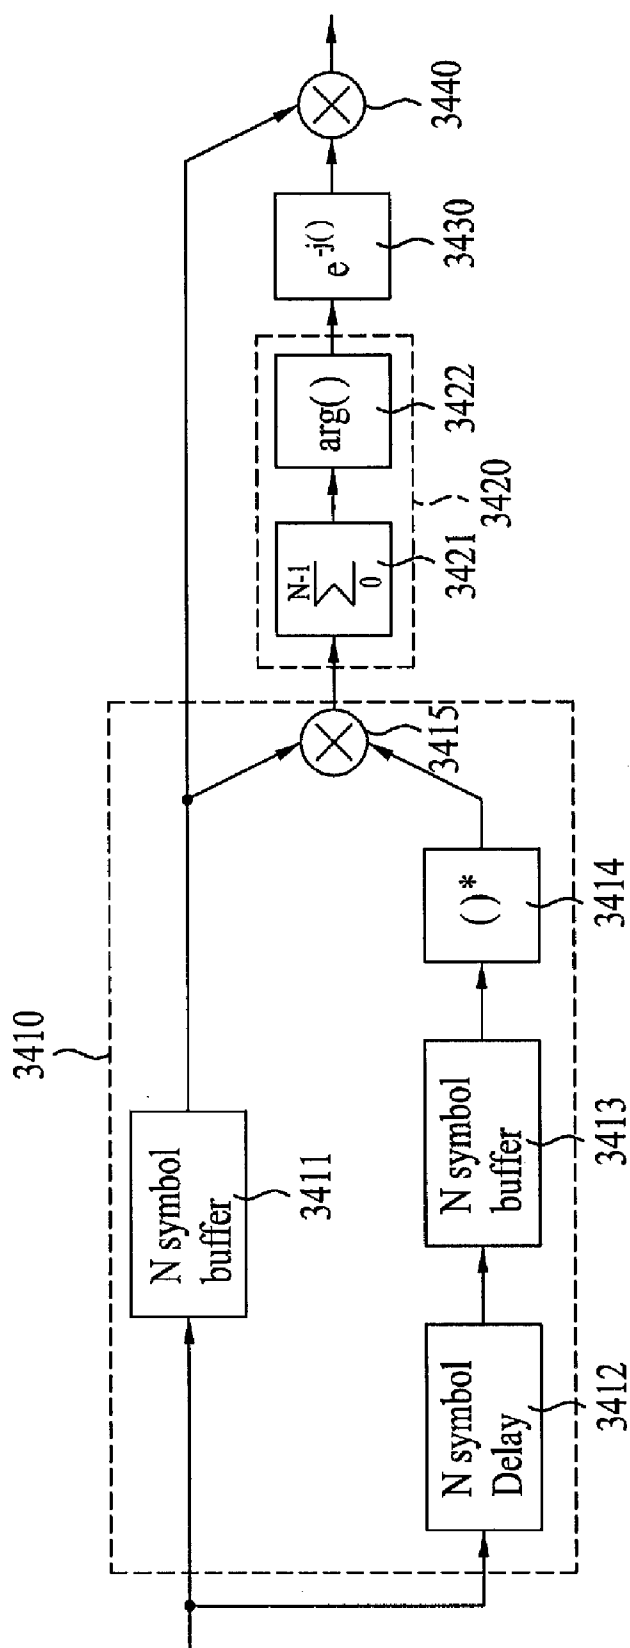 3410
N symbol
buffer
3411
N symbol
Delay
3412
N symbol
buffer
3413
()*
3414
3415
N-1
∑
0
3421
arg()
3422
3420
e-j()
3430
3440